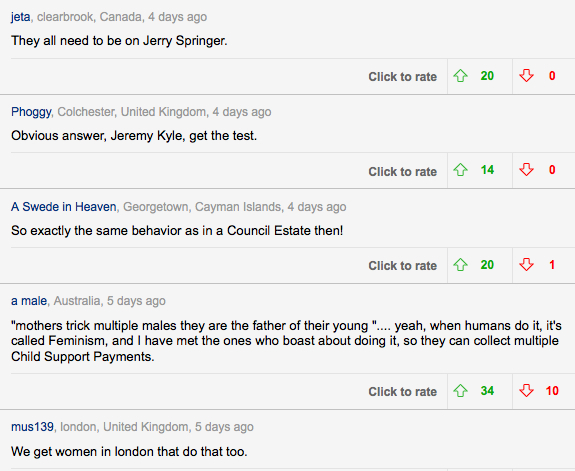 jeta, clearbrook, Canada, 4 days ago
They all need to be on Jerry Springer.
Click to rate 20 0
Phoggy, Colchester, United Kingdom, 4 days ago
Obvious answer, Jeremy Kyle, get the test.
Click to rate 14 0
A Swede in Heaven, Georgetown, Cayman Islands, 4 days ago
So exactly the same behavior as in a Council Estate then!
Click to rate 20 1
a male, Australia, 5 days ago
"mothers trick multiple males they are the father of their young ".... yeah, when humans do it, it's
called Feminism, and I have met the ones who boast about doing it, so they can collect multiple
Child Support Payments.
Click to rate 34 10
mus139, london, United Kingdom, 5 days ago
We get women in london that do that too.